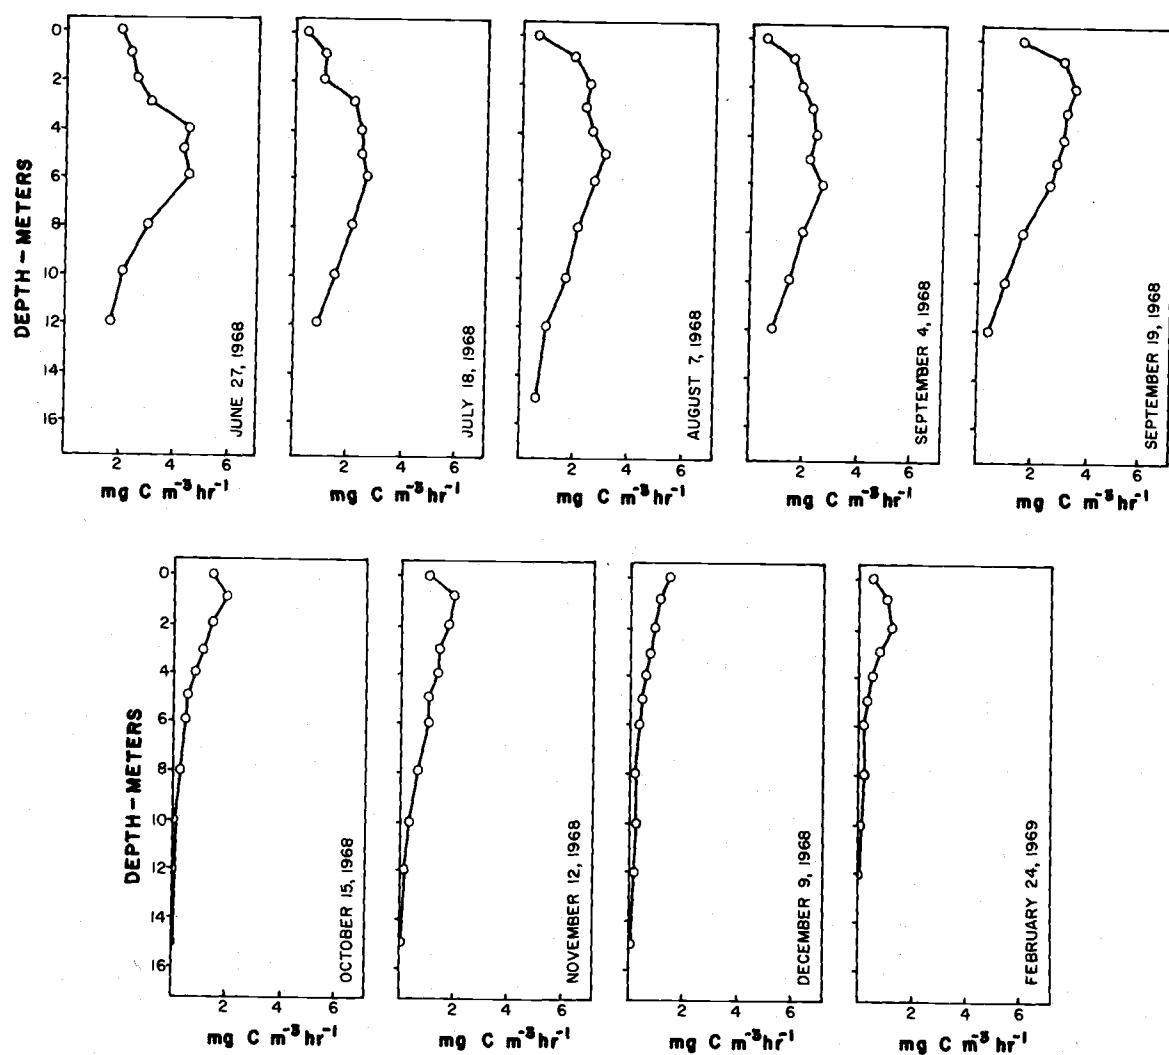 0
2
4
6
8
10
12
14
16
DEPTH-METERS
JUNE 27, 1968
JULY 18, 1968
AUGUST 7, 1968
SEPTEMBER 4, 1968
SEPTEMBER 19, 1968
2 4 6
2 4 6
2 4 6
2 4 6
2 4 6
mg C m⁻³hr⁻¹
mg C m⁻³hr⁻¹
mg C m⁻³hr⁻¹
mg C m⁻³hr⁻¹
mg C m⁻³hr⁻¹
0
2
4
6
8
10
12
14
16
DEPTH-METERS
OCTOBER 15, 1968
NOVEMBER 12, 1968
DECEMBER 9, 1968
FEBRUARY 24, 1969
2 4 6
2 4 6
2 4 6
2 4 6
mg C m⁻³hr⁻¹
mg C m⁻³hr⁻¹
mg C m⁻³hr⁻¹
mg C m⁻³hr⁻¹